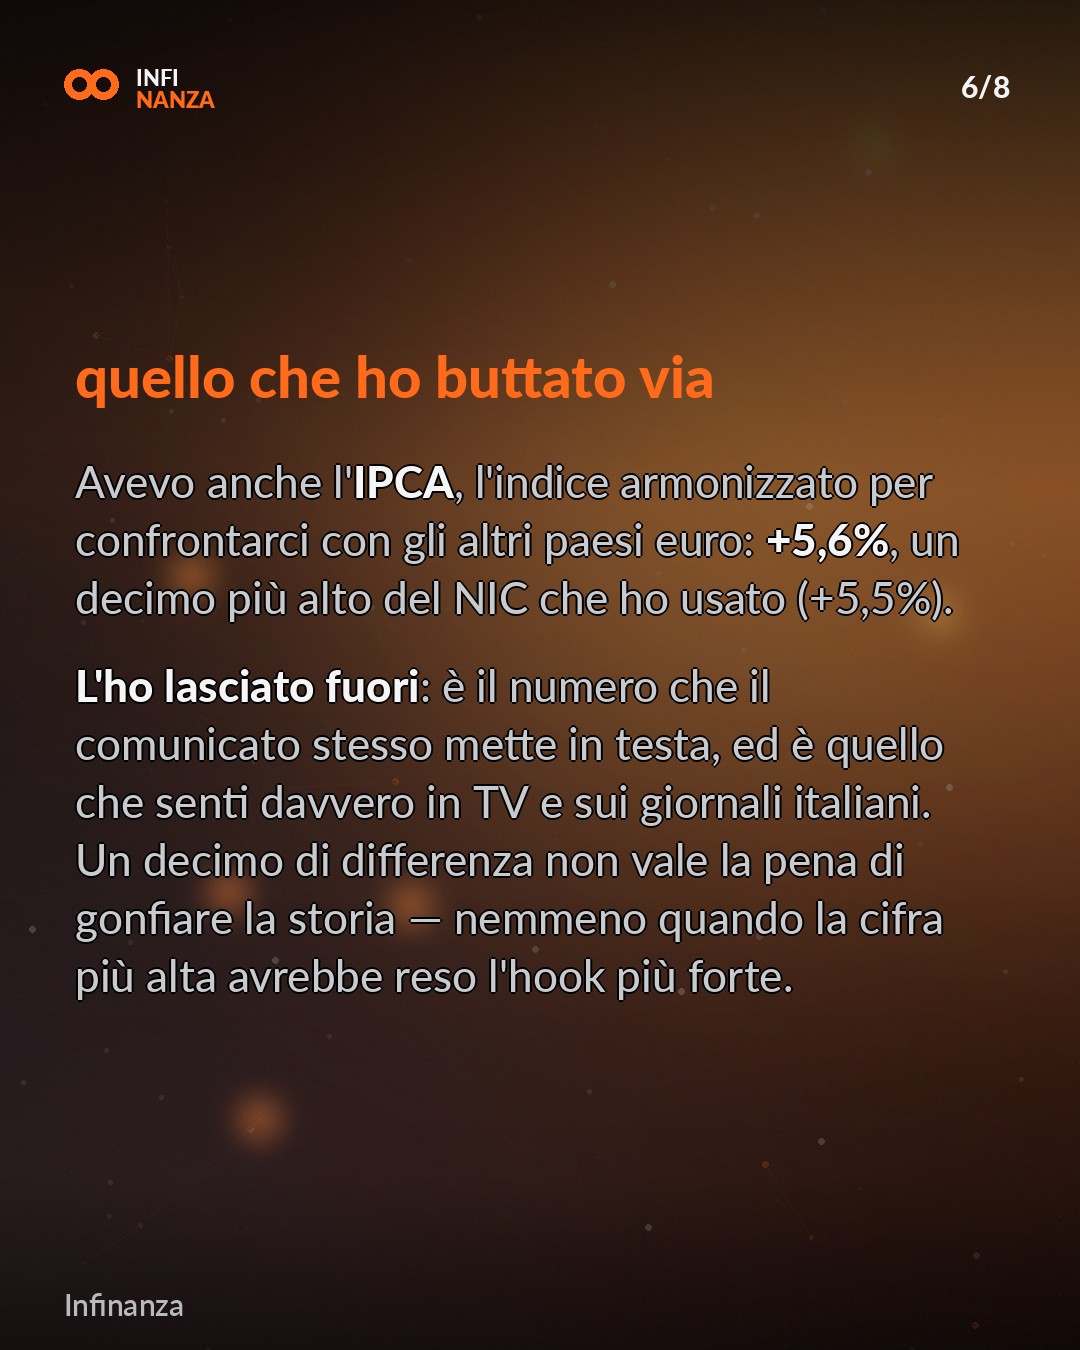 INFI
NANZA
6/8
quello che ho buttato via
Avevo anche l'IPCA, l'indice armonizzato per
confrontarci con gli altri paesi euro: +5,6%, un
decimo più alto del NIC che ho usato (+5,5%).
L'ho lasciato fuori: è il numero che il
comunicato stesso mette in testa, ed è quello
che senti davvero in TV e sui giornali italiani.
Un decimo di differenza non vale la pena di
gonfiare la storia — nemmeno quando la cifra
più alta avrebbe reso l'hook più forte.
Infinanza